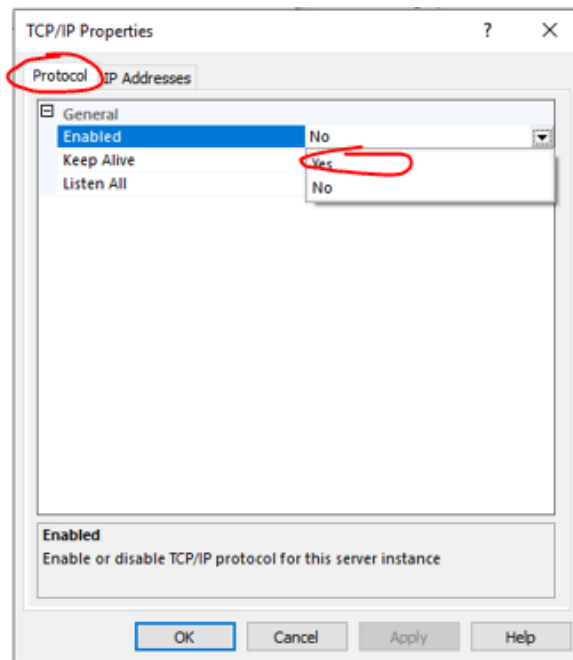 TCP/IP Properties ?
Protocol IP Addresses
General
Enabled No
Keep Alive Yes
Listen All No
Enabled
Enable or disable TCP/IP protocol for this server instance
OK Cancel Apply Help